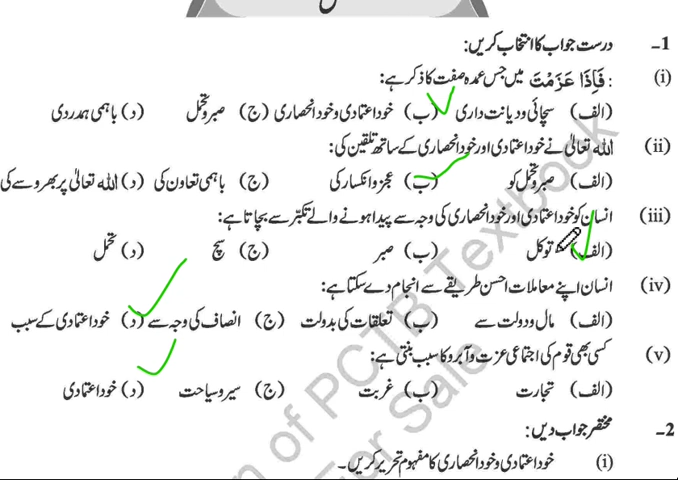 1- درست جواب کا انتخاب کریں:
(i) : فَاِذَا عَزَمْتَ میں جس عمدہ صفت کا ذکر ہے:
(الف) سچائی و دیانت داری (ب) خود اعتمادی و خود انحصاری (ج) صبر و تحمل (د) باہمی ہمدردی
(ii) اللہ تعالیٰ نے خود اعتمادی اور خود انحصاری کے ساتھ تلقین کی:
(الف) صبر و تحمل کو (ب) عجز و انکسار کی (ج) باہمی تعاون کی (د) اللہ تعالیٰ پر بھروسے کی
(iii) انسان کو خود اعتمادی اور خود انحصاری کی وجہ سے پیدا ہونے والے تکبّر سے بچاتا ہے:
(الف) توکل (ب) صبر (ج) سچ (د) تحمل
(iv) انسان اپنے معاملات احسن طریقے سے انجام دے سکتا ہے:
(الف) مال و دولت سے (ب) تعلقات کی بدولت (ج) انصاف کی وجہ سے (د) خود اعتمادی کے سبب
(v) کسی بھی قوم کی اجتماعی عزت و آبرو کا سبب بنتی ہے:
(الف) تجارت (ب) غربت (ج) سیر و سیاحت (د) خود اعتمادی
2- مختصر جواب دیں:
(i) خود اعتمادی و خود انحصاری کا مفہوم تحریر کریں۔
n of PCTB Textbook
For Sale